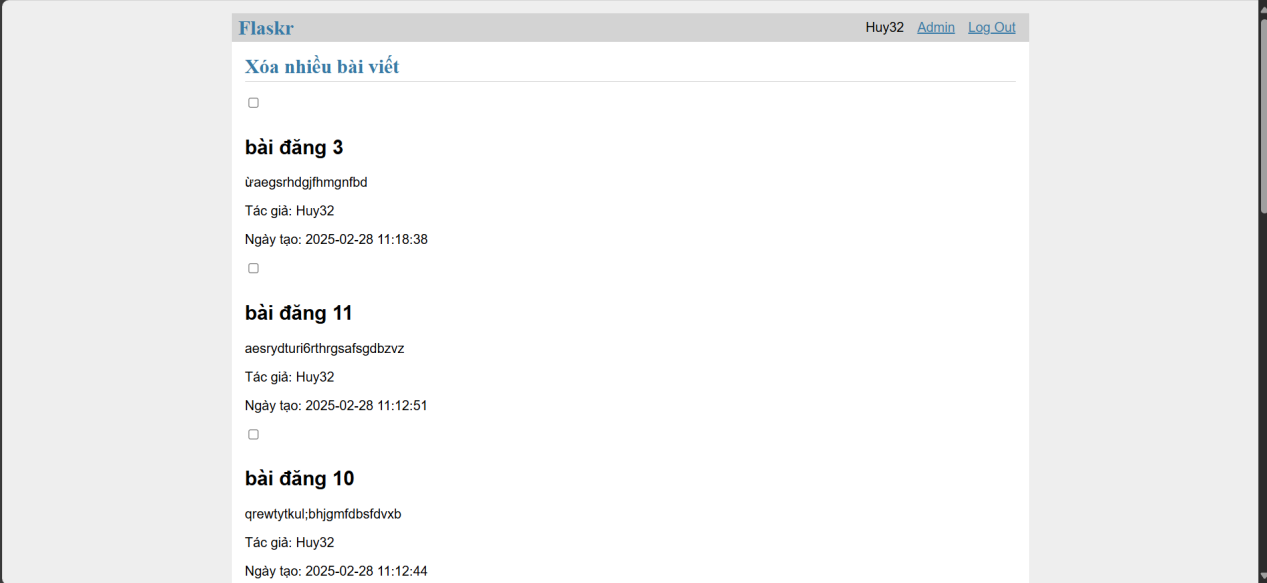 Flaskr Huy32 Admin Log Out
Xóa nhiều bài viết
bài đăng 3
ừaegsrhdgjfhmgnfbd
Tác giả: Huy32
Ngày tạo: 2025-02-28 11:18:38
bài đăng 11
aesrydturi6rthrgsafsgdbzvz
Tác giả: Huy32
Ngày tạo: 2025-02-28 11:12:51
bài đăng 10
qrewtytkul;bhjgmfdbsfdvxb
Tác giả: Huy32
Ngày tạo: 2025-02-28 11:12:44